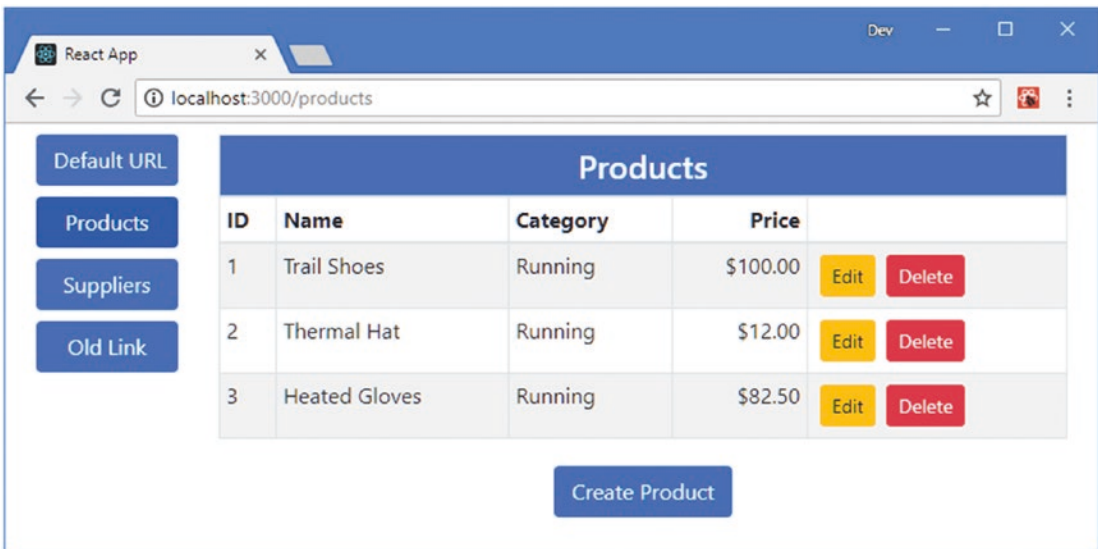 Dev
React App
localhost:3000/products
Default URL
Products
Suppliers
Old Link
Products
ID Name Category Price
1 Trail Shoes Running $100.00 Edit Delete
2 Thermal Hat Running $12.00 Edit Delete
3 Heated Gloves Running $82.50 Edit Delete
Create Product